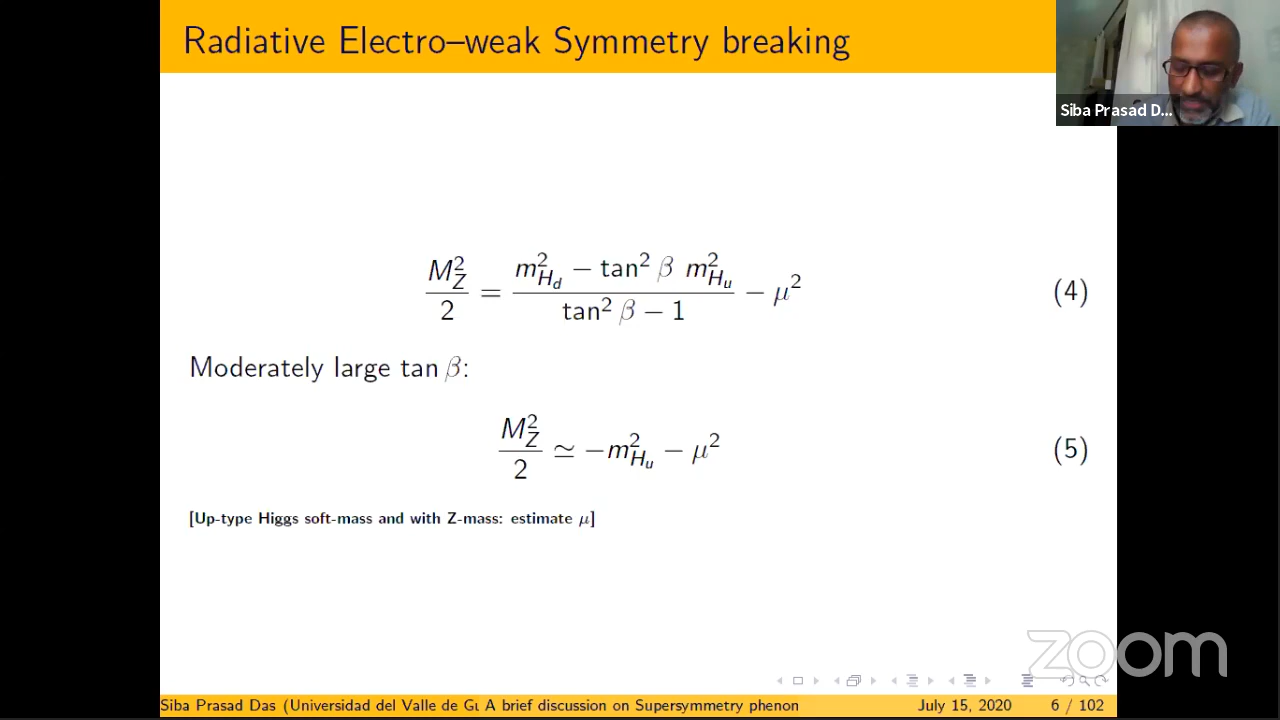 Radiative Electro–weak Symmetry breaking
Siba Prasad D...
M_Z^2 / 2 = (m_{H_d}^2 − tan^2 β m_{H_u}^2) / (tan^2 β − 1) − μ^2 (4)
Moderately large tan β:
M_Z^2 / 2 ≃ −m_{H_u}^2 − μ^2 (5)
[Up-type Higgs soft-mass and with Z-mass: estimate μ]
zoom
Siba Prasad Das (Universidad del Valle de Gu A brief discussion on Supersymmetry phenon July 15, 2020 6 / 102